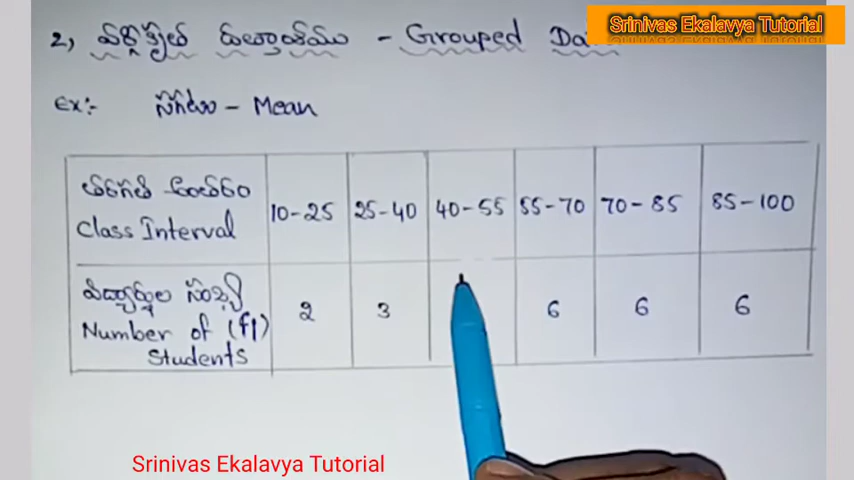 Srinivas Ekalavya Tutorial
2, వర్గీకృత దత్తాంశము - Grouped Da
Ex:- సగటు - Mean
తరగతి అంతరం
Class Interval
10-25 25-40 40-55 55-70 70-85 85-100
విద్యార్థుల సంఖ్య
Number of (fi)
Students
2 3 6 6 6
Srinivas Ekalavya Tutorial